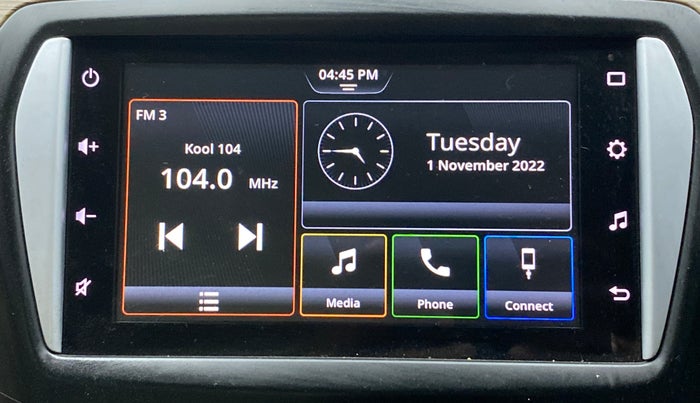 04:45 PM
FM 3
Kool 104
104.0 MHz
Tuesday
1 November 2022
Media
Phone
Connect